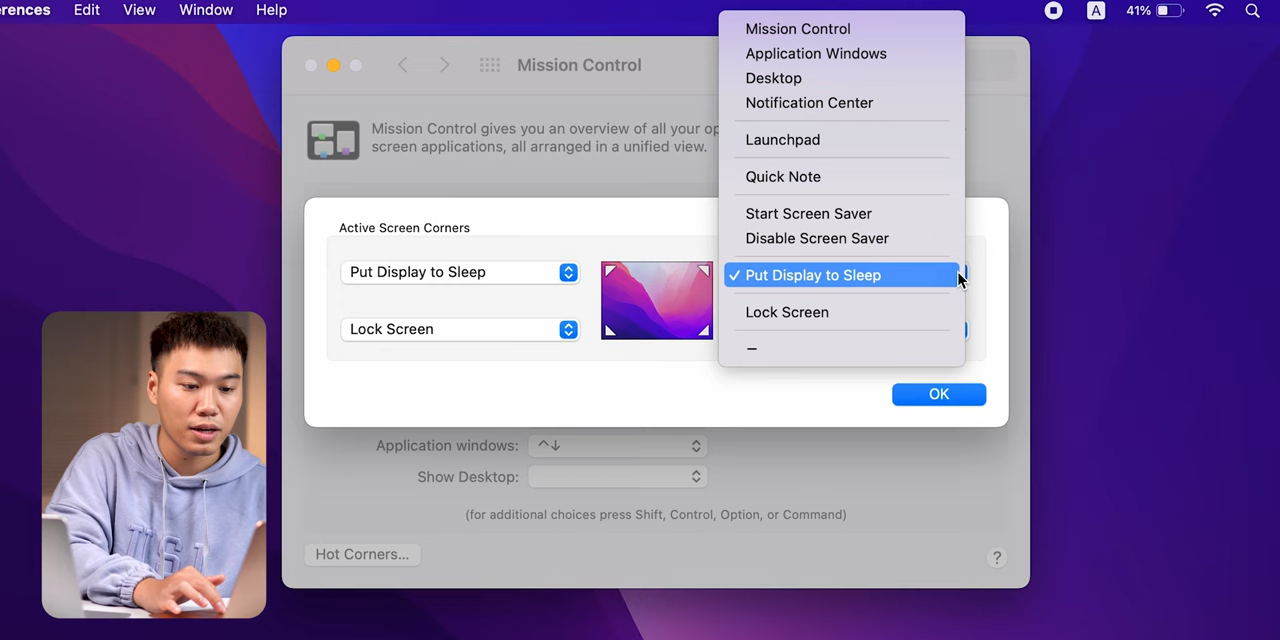 erences Edit View Window Help A 41%
Mission Control
Mission Control gives you an overview of all your op
screen applications, all arranged in a unified view.
Mission Control
Application Windows
Desktop
Notification Center
Launchpad
Quick Note
Start Screen Saver
Disable Screen Saver
✓ Put Display to Sleep
Lock Screen
–
Active Screen Corners
Put Display to Sleep
Lock Screen
OK
Application windows: ^↓
Show Desktop:
(for additional choices press Shift, Control, Option, or Command)
Hot Corners... ?
USA